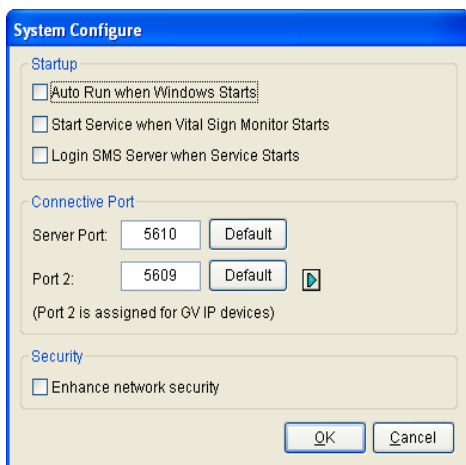 System Configure
Startup
Auto Run when Windows Starts
Start Service when Vital Sign Monitor Starts
Login SMS Server when Service Starts
Connective Port
Server Port: 5610 Default
Port 2: 5609 Default
(Port 2 is assigned for GV IP devices)
Security
Enhance network security
OK Cancel